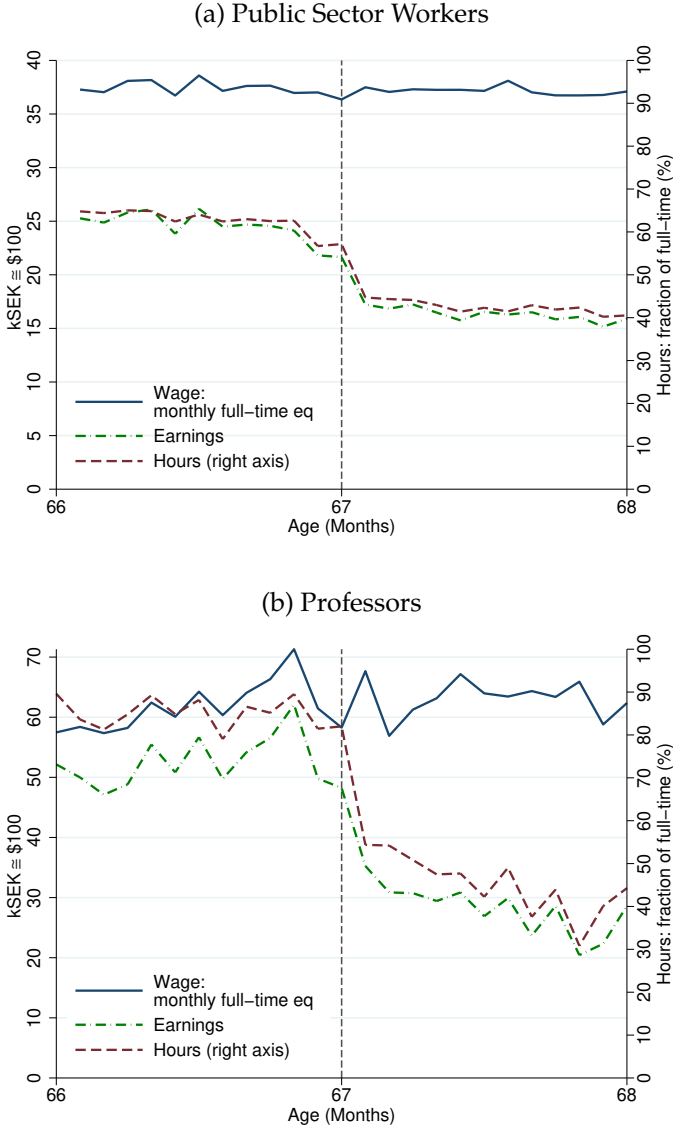 (a) Public Sector Workers
40
35
30
25
20
15
10
5
0
kSEK ≅ $100
100
90
80
70
60
50
40
30
20
10
0
Hours: fraction of full−time (%)
Wage:
monthly full−time eq
Earnings
Hours (right axis)
66
67
68
Age (Months)
(b) Professors
70
60
50
40
30
20
10
0
kSEK ≅ $100
100
90
80
70
60
50
40
30
20
10
0
Hours: fraction of full−time (%)
Wage:
monthly full−time eq
Earnings
Hours (right axis)
66
67
68
Age (Months)